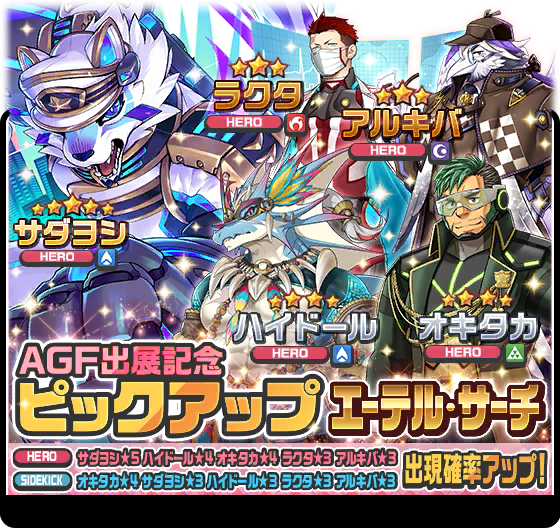 ラクタ
HERO
アルキバ
HERO
サダヨシ
HERO
ハイドール
HERO
オキタカ
HERO
AGF出展記念
ピックアップ エーテル・サーチ
HERO サダヨシ★5 ハイドール★4 オキタカ★4 ラクタ★3 アルキバ★3
SIDEKICK オキタカ★4 サダヨシ★3 ハイドール★3 ラクタ★3 アルキバ★3
出現確率アップ!